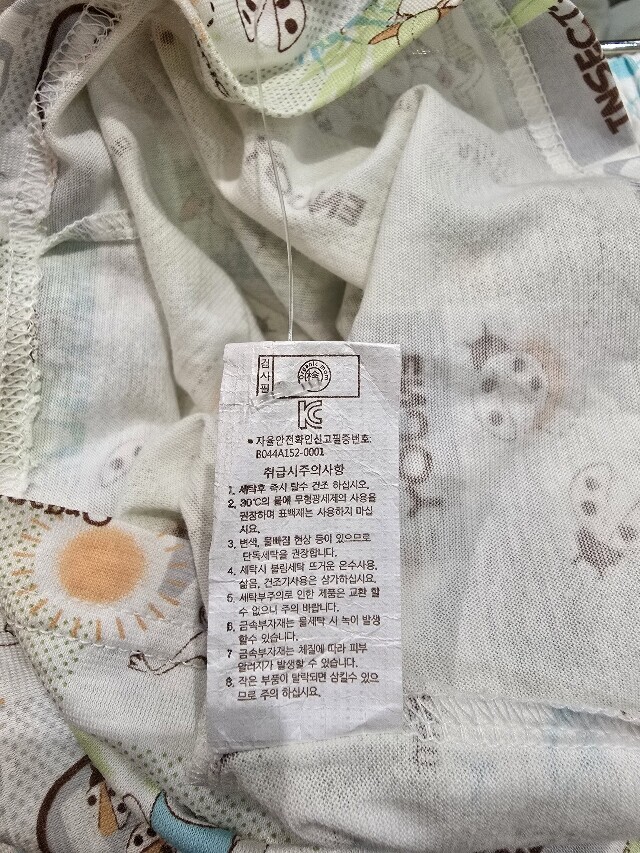 INSECT
검사필
Organic mom
KC
• 자율안전확인신고필증번호:
B044A152-0001
취급시주의사항
1. 세탁후 즉시 탈수 건조 하십시오.
2. 30℃의 물에 무형광세제의 사용을
권장하며 표백제는 사용하지 마십
시요.
3. 변색, 물빠짐 현상 등이 있으므로,
단독세탁을 권장합니다.
4. 세탁시 불림세탁 뜨거운 온수사용,
삶음, 건조기사용은 삼가하십시요.
5. 세탁부주의로 인한 제품은 교환 할
수 없으니 주의 바랍니다.
6. 금속부자재는 물세탁 시 녹이 발생
할수 있습니다.
7. 금속부자재는 체질에 따라 피부
알러지가 발생할 수 있습니다.
8. 작은 부품이 탈락되면 삼킬수 있으
므로 주의 하십시요.